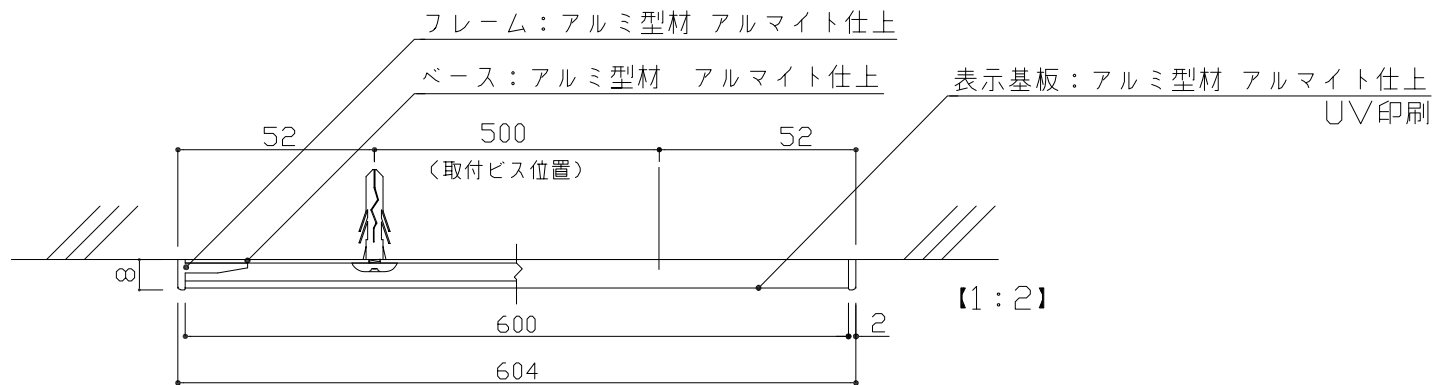 フレーム：アルミ型材 アルマイト仕上
ベース：アルミ型材　アルマイト仕上
表示基板：アルミ型材 アルマイト仕上
UV印刷
52
500
52
（取付ビス位置）
8
【1：2】
600
2
604